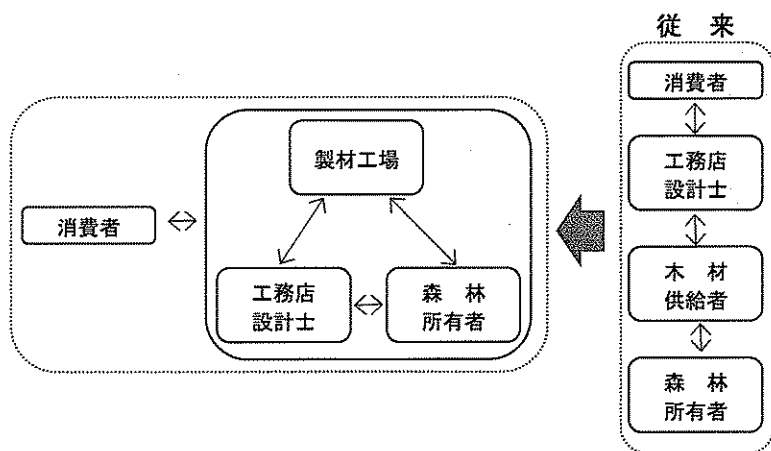 従 来
消費者
工務店
設計士
木 材
供給者
森 林
所有者
製材工場
消費者
工務店
設計士
森 林
所有者